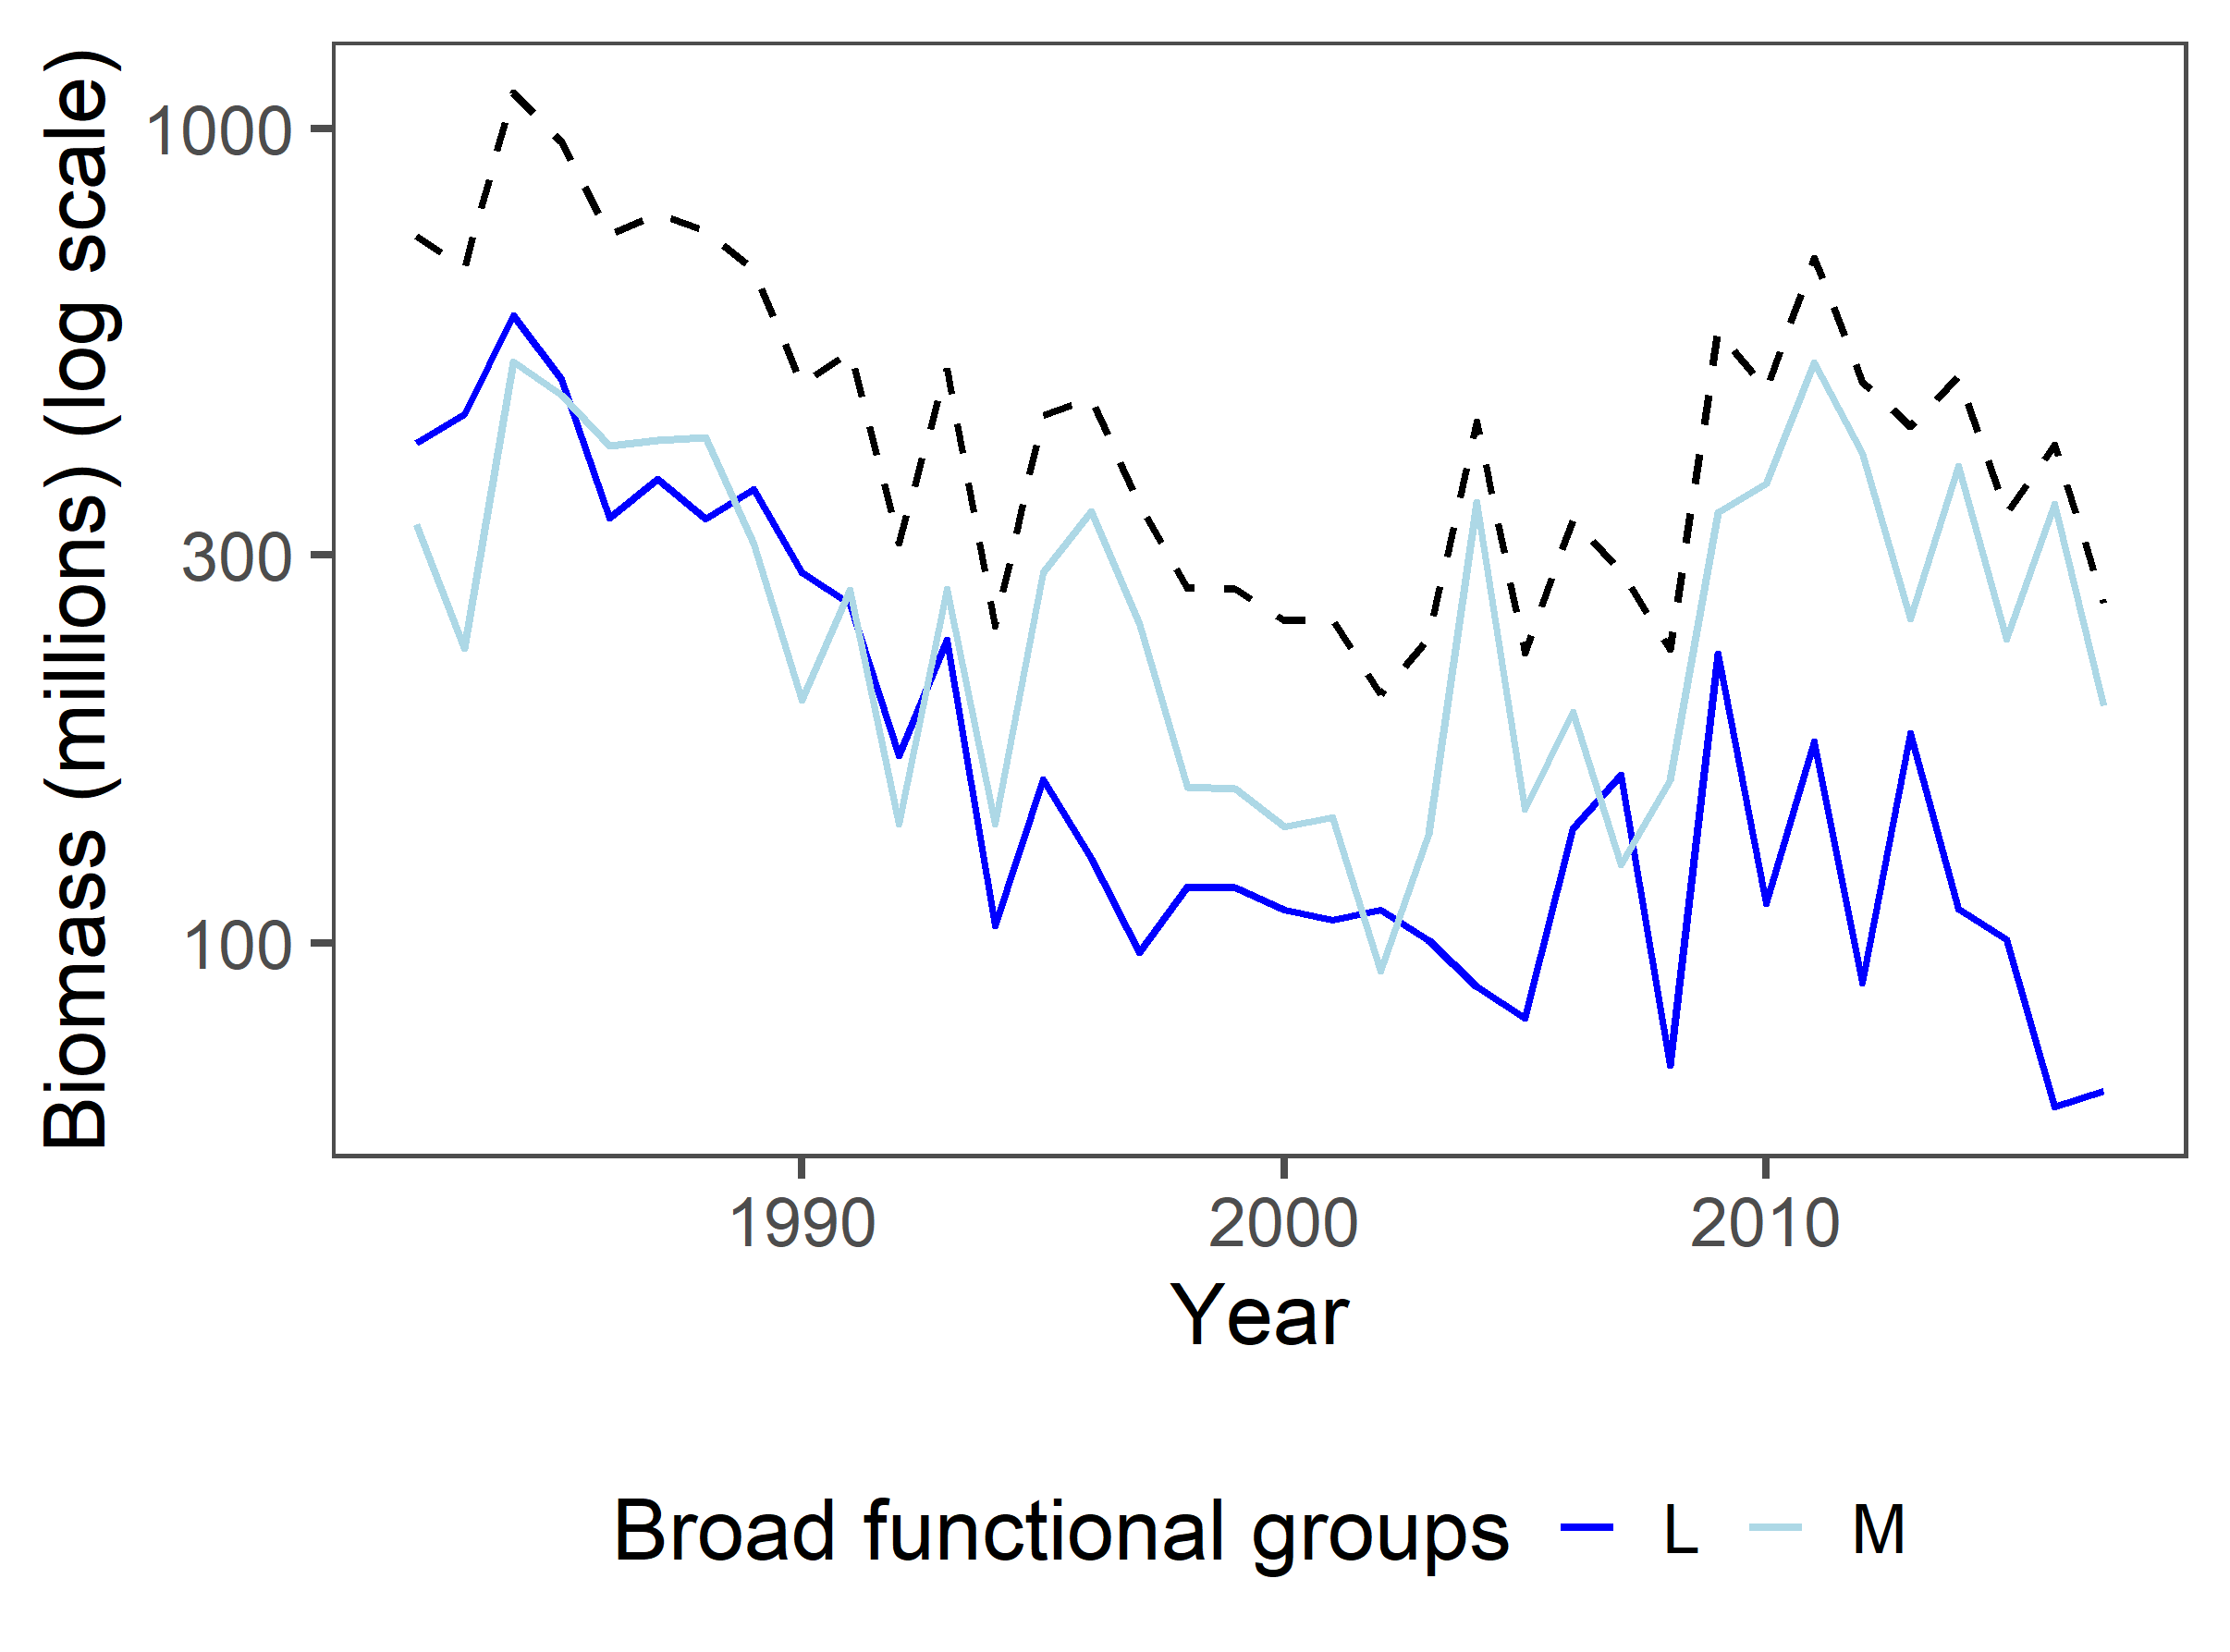 Biomass (millions) (log scale)
1000
300
100
1990 2000 2010
Year
Broad functional groups L M